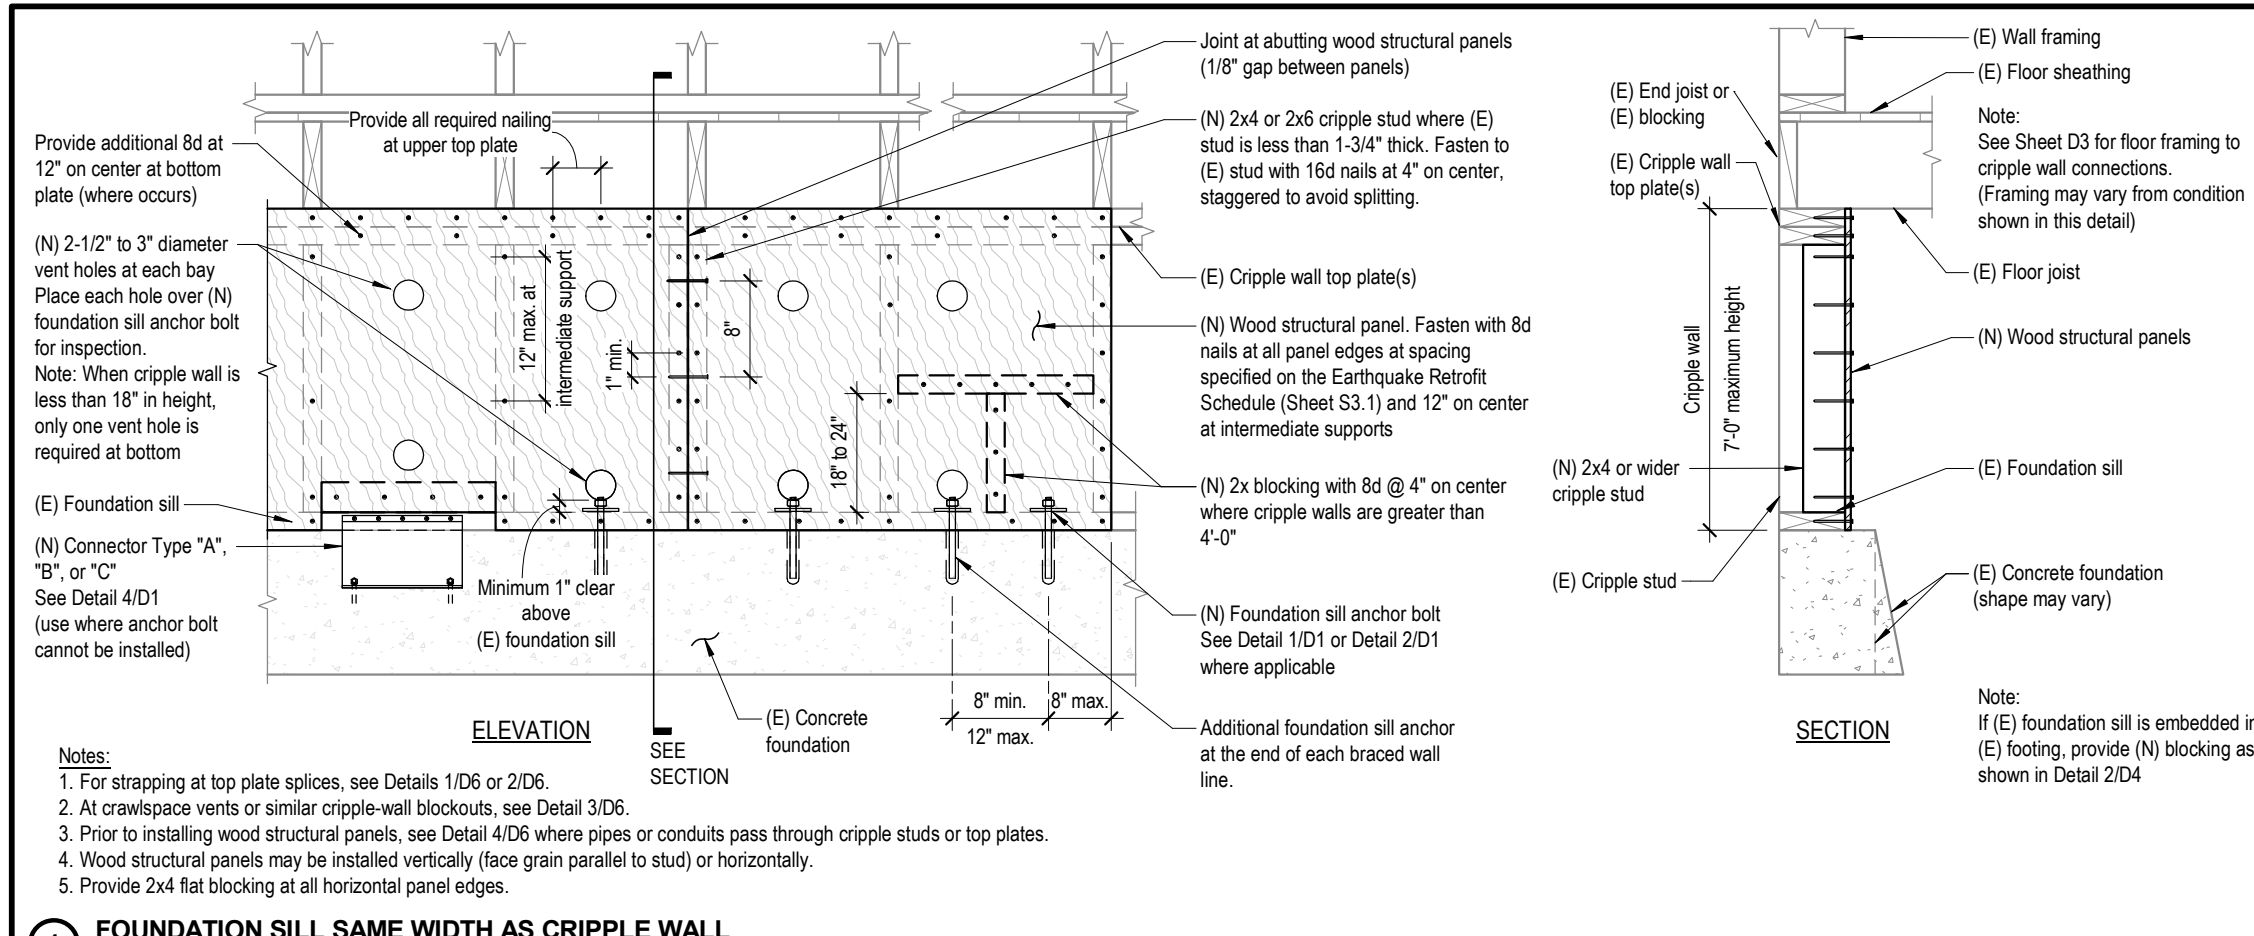 Joint at abutting wood structural panels
(1/8" gap between panels)
Provide additional 8d at
12" on center at bottom
plate (where occurs)
Provide all required nailing
at upper top plate
(N) 2x4 or 2x6 cripple stud where (E)
stud is less than 1-3/4" thick. Fasten to
(E) stud with 16d nails at 4" on center,
staggered to avoid splitting.
(N) 2-1/2" to 3" diameter
vent holes at each bay
Place each hole over (N)
foundation sill anchor bolt
for inspection.
Note: When cripple wall is
less than 18" in height,
only one vent hole is
required at bottom
12" max. at
intermediate support
1" min.
8"
18" to 24"
(E) Cripple wall top plate(s)
(N) Wood structural panel. Fasten with 8d
nails at all panel edges at spacing
specified on the Earthquake Retrofit
Schedule (Sheet S3.1) and 12" on center
at intermediate supports
(E) Foundation sill
(N) Connector Type "A",
"B", or "C"
See Detail 4/D1
(use where anchor bolt
cannot be installed)
Minimum 1" clear
above
(E) foundation sill
(N) 2x blocking with 8d @ 4" on center
where cripple walls are greater than
4'-0"
(N) Foundation sill anchor bolt
See Detail 1/D1 or Detail 2/D1
where applicable
8" min.
8" max.
12" max.
Additional foundation sill anchor
at the end of each braced wall
line.
(E) Concrete
foundation
ELEVATION
SEE
SECTION
(E) Wall framing
(E) Floor sheathing
(E) End joist or
(E) blocking
Note:
See Sheet D3 for floor framing to
cripple wall connections.
(Framing may vary from condition
shown in this detail)
(E) Cripple wall
top plate(s)
(E) Floor joist
Cripple wall
7'-0" maximum height
(N) Wood structural panels
(N) 2x4 or wider
cripple stud
(E) Foundation sill
(E) Cripple stud
(E) Concrete foundation
(shape may vary)
SECTION
Note:
If (E) foundation sill is embedded in
(E) footing, provide (N) blocking as
shown in Detail 2/D4
Notes:
1. For strapping at top plate splices, see Details 1/D6 or 2/D6.
2. At crawlspace vents or similar cripple-wall blockouts, see Detail 3/D6.
3. Prior to installing wood structural panels, see Detail 4/D6 where pipes or conduits pass through cripple studs or top plates.
4. Wood structural panels may be installed vertically (face grain parallel to stud) or horizontally.
5. Provide 2x4 flat blocking at all horizontal panel edges.
FOUNDATION SILL SAME WIDTH AS CRIPPLE WALL